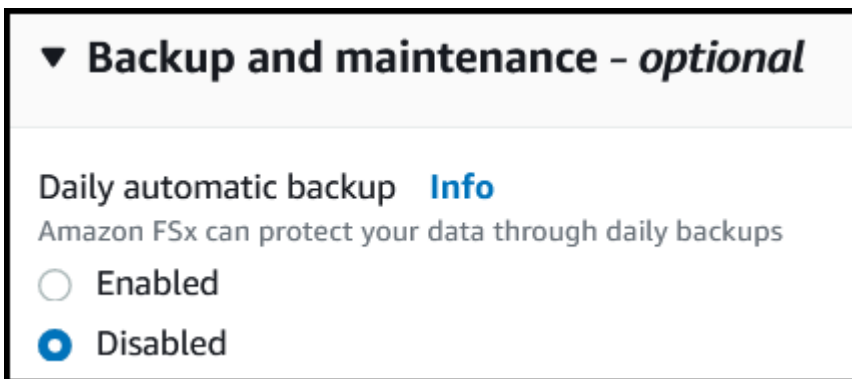 Backup and maintenance - optional
Daily automatic backup Info
Amazon FSx can protect your data through daily backups
Enabled
Disabled